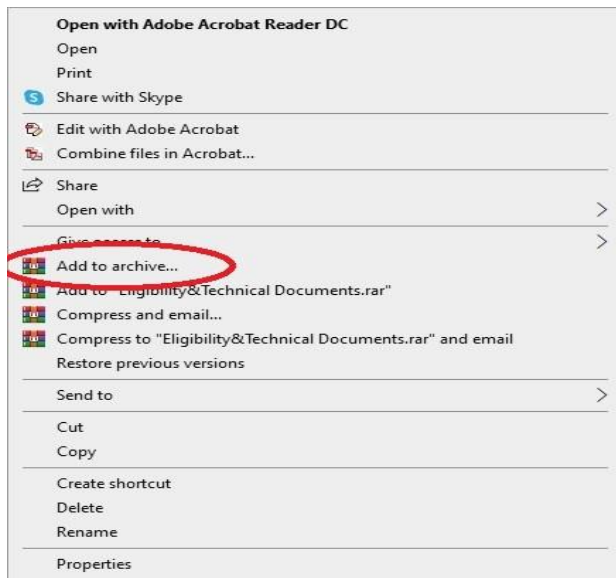 Open with Adobe Acrobat Reader DC
Open
Print
Share with Skype
Edit with Adobe Acrobat
Combine files in Acrobat...
Share
Open with
Give access to
Add to archive...
Add to "Eligibility&Technical Documents.rar"
Compress and email...
Compress to "Eligibility&Technical Documents.rar" and email
Restore previous versions
Send to
Cut
Copy
Create shortcut
Delete
Rename
Properties